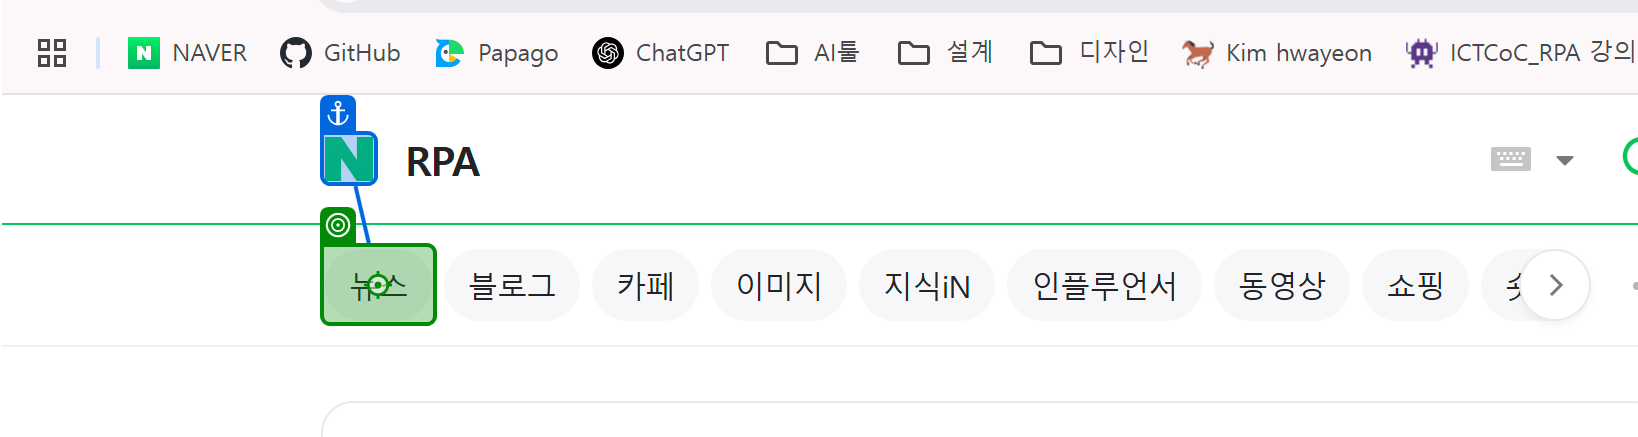 NAVER GitHub Papago ChatGPT AI툴 설계 디자인 Kim hwayeon ICTCoC_RPA 강의
RPA
뉴스 블로그 카페 이미지 지식iN 인플루언서 동영상 쇼핑